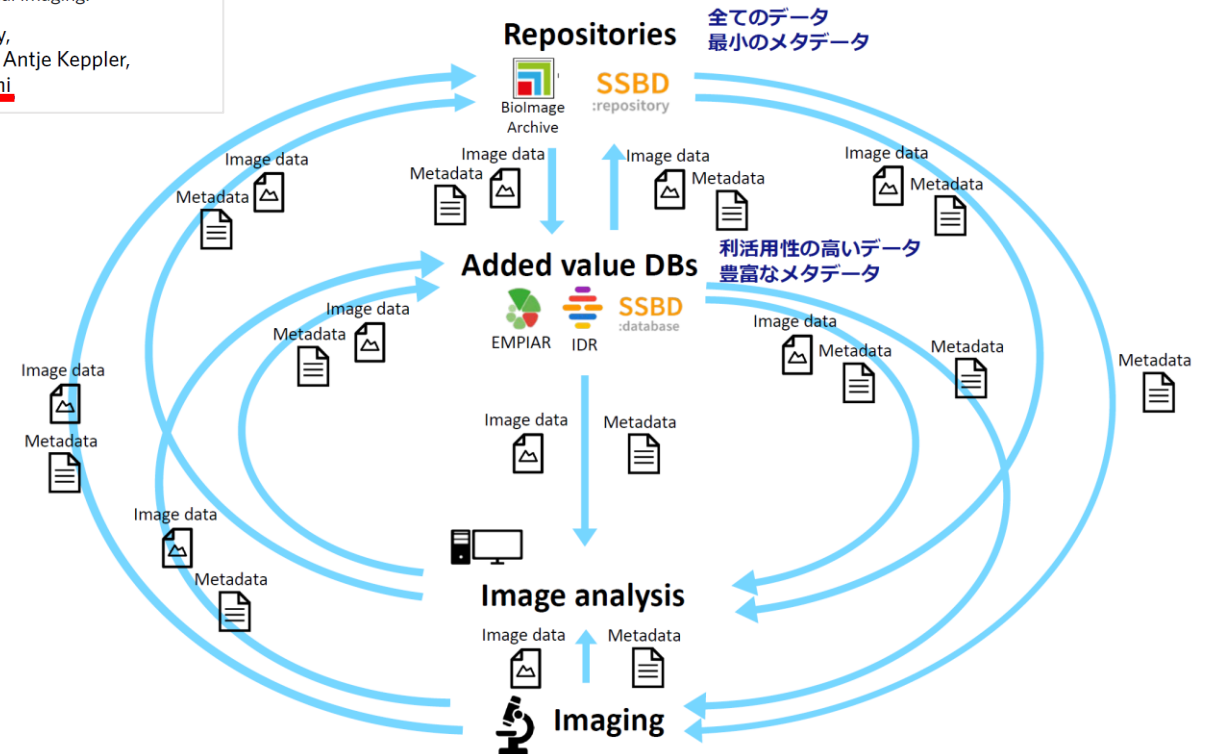 y,
Antje Keppler,
ni
Repositories
全てのデータ
最小のメタデータ
BioImage
Archive
SSBD
:repository
Image data
Metadata
Image data
Metadata
Image data
Metadata
Image data
Metadata
Added value DBs
利活用性の高いデータ
豊富なメタデータ
EMPIAR
IDR
SSBD
:database
Image data
Metadata
Image data
Metadata
Metadata
Metadata
Image data
Metadata
Image data
Metadata
Image data
Metadata
Image analysis
Image data
Metadata
Imaging